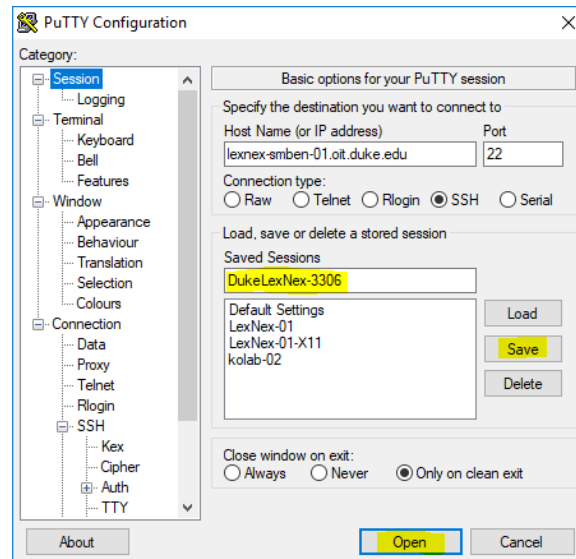 PuTTY Configuration
Category:
Session
Logging
Terminal
Keyboard
Bell
Features
Window
Appearance
Behaviour
Translation
Selection
Colours
Connection
Data
Proxy
Telnet
Rlogin
SSH
Kex
Cipher
Auth
TTY
Basic options for your PuTTY session
Specify the destination you want to connect to
Host Name (or IP address) Port
lexnex-smben-01.oit.duke.edu 22
Connection type:
Raw Telnet Rlogin SSH Serial
Load, save or delete a stored session
Saved Sessions
DukeLexNex-3306
Default Settings
LexNex-01
LexNex-01-X11
kolab-02
Load
Save
Delete
Close window on exit:
Always Never Only on clean exit
About Open Cancel